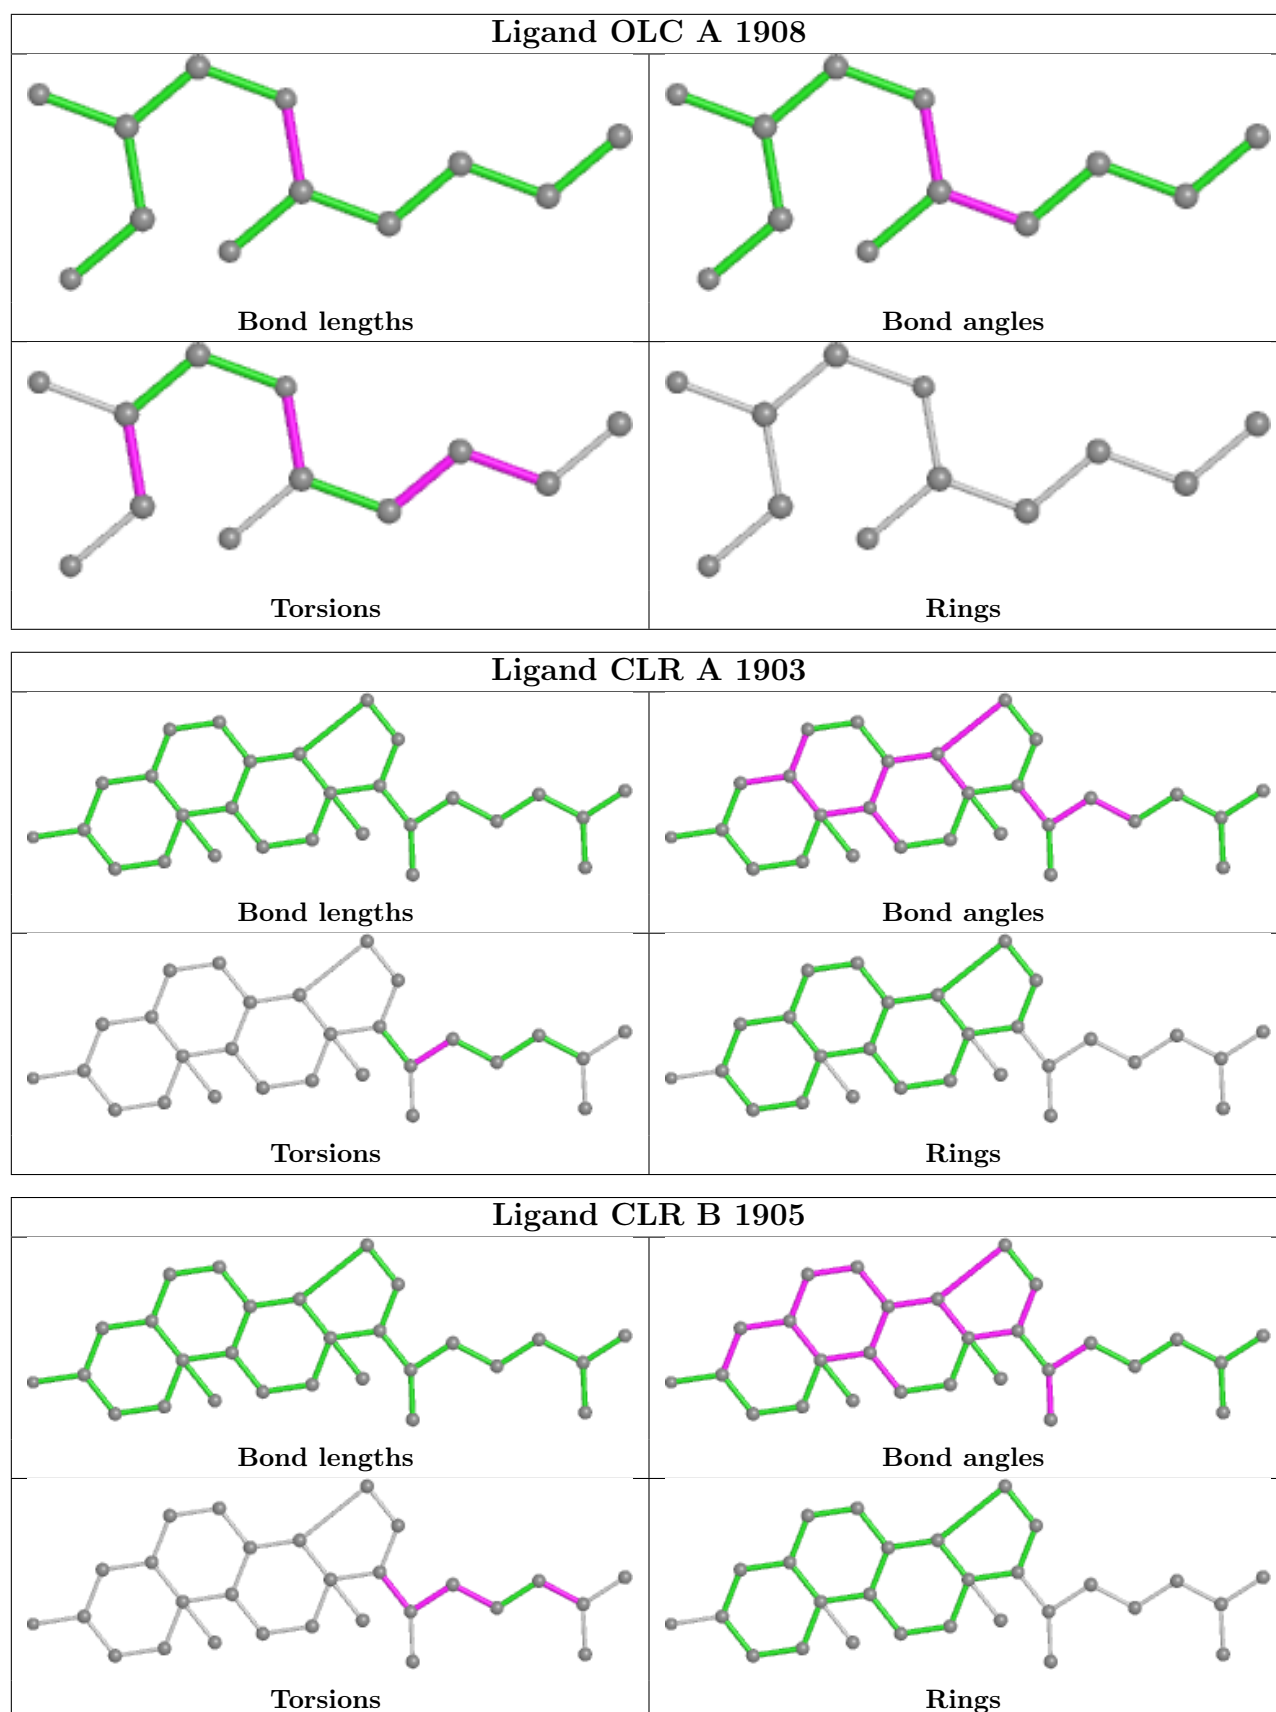 Ligand OLC A 1908
Bond lengths
Bond angles
Torsions
Rings
Ligand CLR A 1903
Bond lengths
Bond angles
Torsions
Rings
Ligand CLR B 1905
Bond lengths
Bond angles
Torsions
Rings